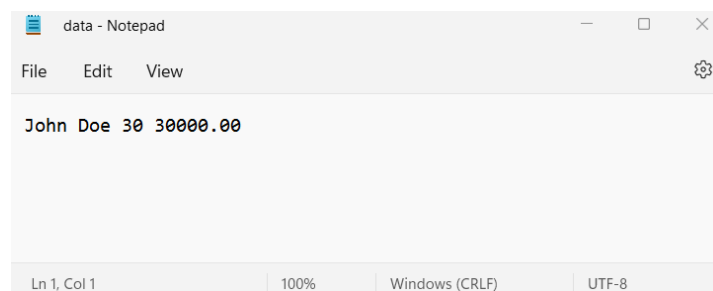 data - Notepad
File Edit View
John Doe 30 30000.00
Ln 1, Col 1 100% Windows (CRLF) UTF-8